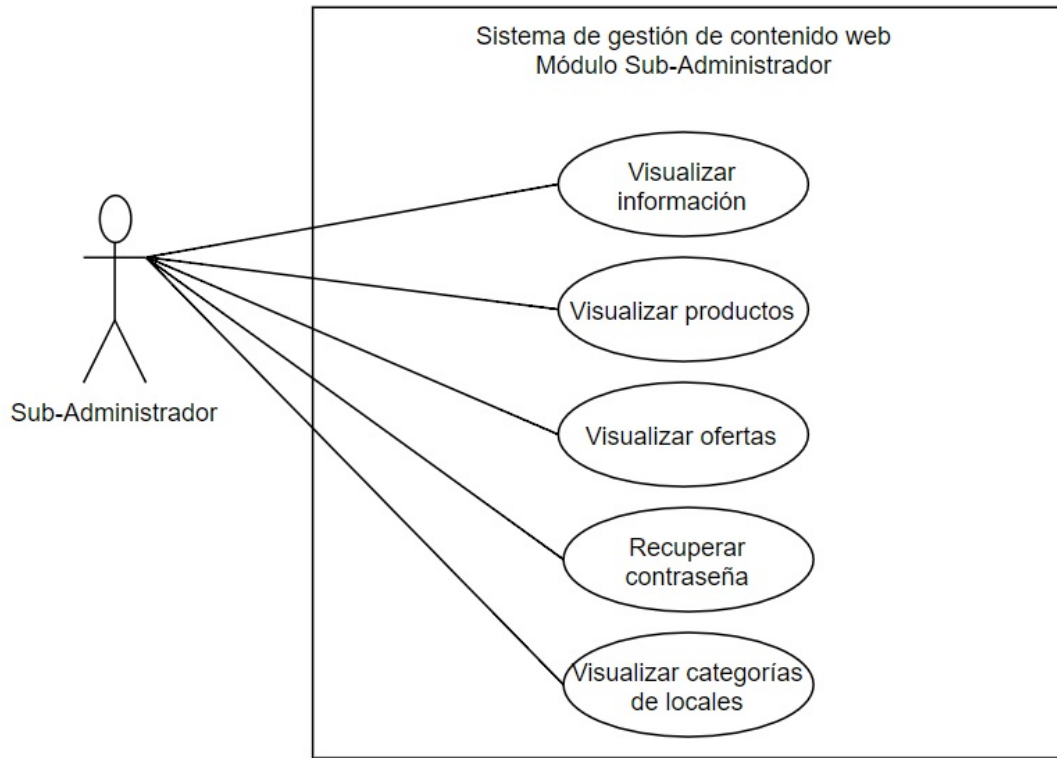 Sistema de gestión de contenido web
Módulo Sub-Administrador
Visualizar
información
Visualizar productos
Sub-Administrador
Visualizar ofertas
Recuperar
contraseña
Visualizar categorías
de locales